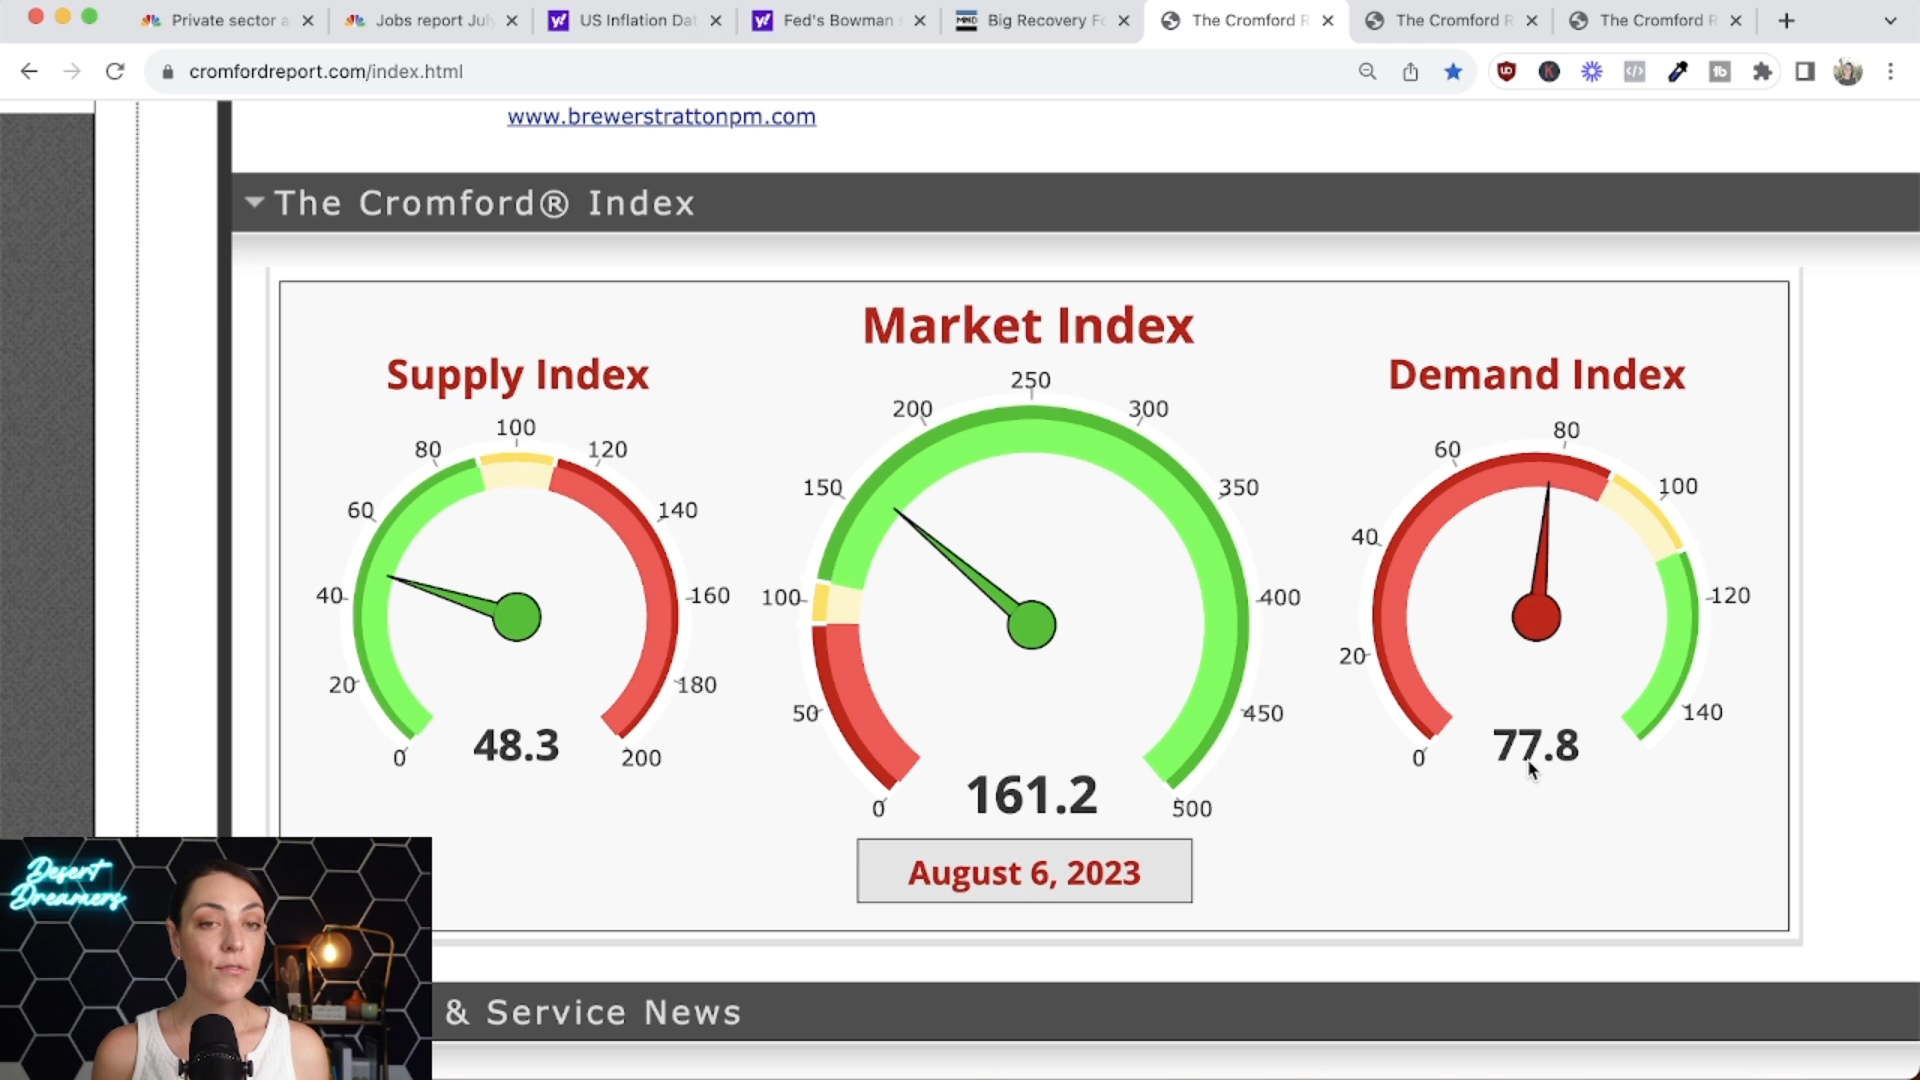 Private sector a
Jobs report July
US Inflation Dat
Fed's Bowman s
MND
Big Recovery Fo
The Cromford R
The Cromford R
The Cromford R
cromfordreport.com/index.html
www.brewerstrattonpm.com
The Cromford® Index
Market Index
Supply Index
Demand Index
0
20
40
60
80
100
120
140
160
180
200
48.3
0
50
100
150
200
250
300
350
400
450
500
161.2
0
20
40
60
80
100
120
140
77.8
August 6, 2023
Desert
Dreamers
& Service News